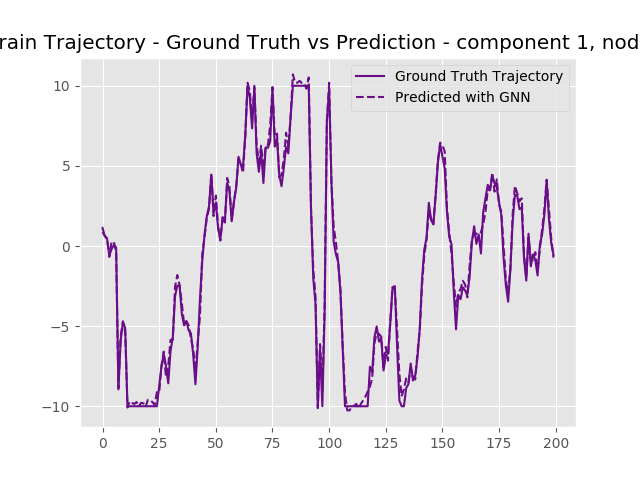 rain Trajectory - Ground Truth vs Prediction - component 1, nod
Ground Truth Trajectory
Predicted with GNN
10
5
0
−5
−10
0 25 50 75 100 125 150 175 200